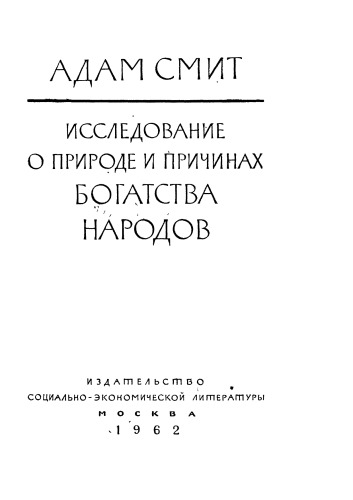 АДАМ СМИТ
ИССЛЕДОВАНИЕ
О ПРИРОДЕ И ПРИЧИНАХ
БОГАТСТВА
НАРОДОВ
ИЗДАТЕЛЬСТВО
СОЦИАЛЬНО-ЭКОНОМИЧЕСКОЙ ЛИТЕРАТУРЫ
МОСКВА
1962